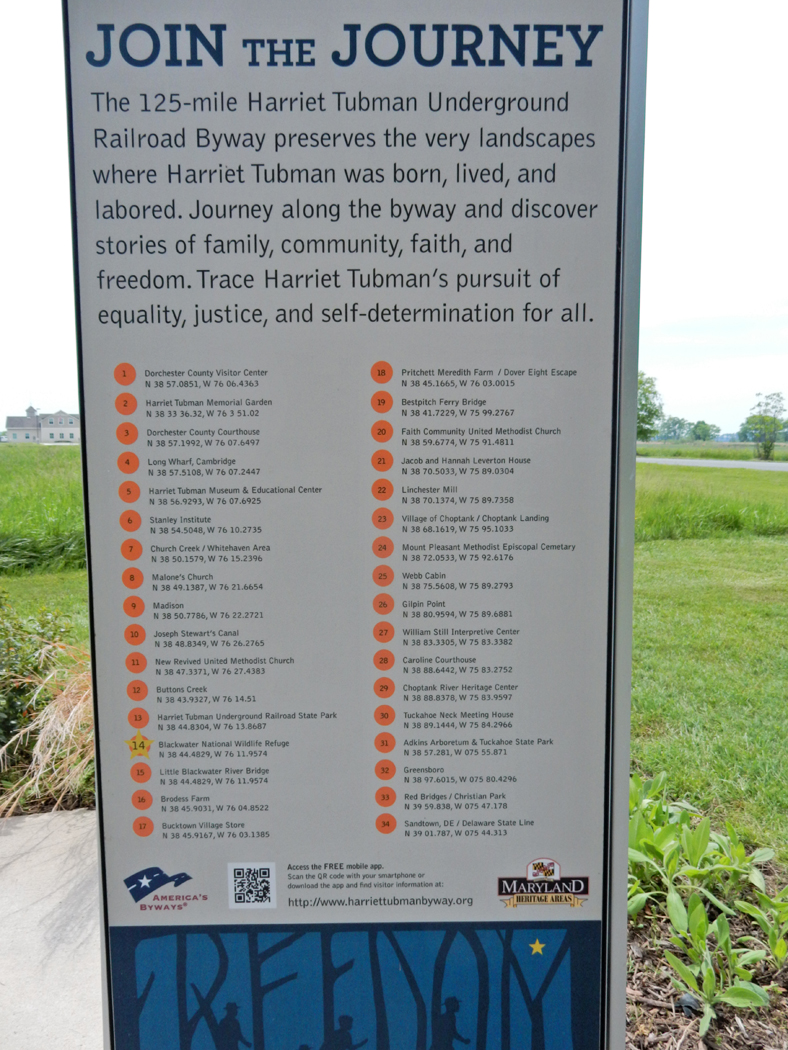 JOIN THE JOURNEY
The 125-mile Harriet Tubman Underground
Railroad Byway preserves the very landscapes
where Harriet Tubman was born, lived, and
labored. Journey along the byway and discover
stories of family, community, faith, and
freedom. Trace Harriet Tubman's pursuit of
equality, justice, and self-determination for all.
1 Dorchester County Visitor Center
N 38 57.0851, W 76 06.4363
2 Harriet Tubman Memorial Garden
N 38 33 36.32, W 76 3 51.02
3 Dorchester County Courthouse
N 38 57.1992, W 76 07.6497
4 Long Wharf, Cambridge
N 38 57.5108, W 76 07.2447
5 Harriet Tubman Museum & Educational Center
N 38 56.9293, W 76 07.6925
6 Stanley Institute
N 38 54.5048, W 76 10.2735
7 Church Creek / Whitehaven Area
N 38 50.1579, W 76 15.2396
8 Malone's Church
N 38 49.1387, W 76 21.6654
9 Madison
N 38 50.7786, W 76 22.2721
10 Joseph Stewart's Canal
N 38 48.8349, W 76 26.2765
11 New Revived United Methodist Church
N 38 47.3371, W 76 27.4383
12 Buttons Creek
N 38 43.9327, W 76 14.51
13 Harriet Tubman Underground Railroad State Park
N 38 44.8304, W 76 13.8687
14 Blackwater National Wildlife Refuge
N 38 44.4829, W 76 11.9574
15 Little Blackwater River Bridge
N 38 44.4829, W 76 11.9574
16 Brodess Farm
N 38 45.9031, W 76 04.8522
17 Bucktown Village Store
N 38 45.9167, W 76 03.1385
18 Pritchett Meredith Farm / Dover Eight Escape
N 38 45.1665, W 76 03.0015
19 Bestpitch Ferry Bridge
N 38 41.7229, W 75 99.2767
20 Faith Community United Methodist Church
N 38 59.6774, W 75 91.4811
21 Jacob and Hannah Leverton House
N 38 70.5033, W 75 89.0304
22 Linchester Mill
N 38 70.1374, W 75 89.7358
23 Village of Choptank / Choptank Landing
N 38 68.1619, W 75 95.1033
24 Mount Pleasant Methodist Episcopal Cemetary
N 38 72.0533, W 75 92.6176
25 Webb Cabin
N 38 75.5608, W 75 89.2793
26 Gilpin Point
N 38 80.9594, W 75 89.6881
27 William Still Interpretive Center
N 38 83.3305, W 75 83.3382
28 Caroline Courthouse
N 38 88.6442, W 75 83.2752
29 Choptank River Heritage Center
N 38 88.8378, W 75 83.9597
30 Tuckahoe Neck Meeting House
N 38 89.1444, W 75 84.2966
31 Adkins Arboretum & Tuckahoe State Park
N 38 57.281, W 075 55.871
32 Greensboro
N 38 97.6015, W 075 80.4296
33 Red Bridges / Christian Park
N 39 59.838, W 075 47.178
34 Sandtown, DE / Delaware State Line
N 39 01.787, W 075 44.313
AMERICA'S
BYWAYS®
Access the FREE mobile app.
Scan the QR code with your smartphone or
download the app and find visitor information at:
http://www.harriettubmanbyway.org
MARYLAND
HERITAGE AREAS
FREEDOM